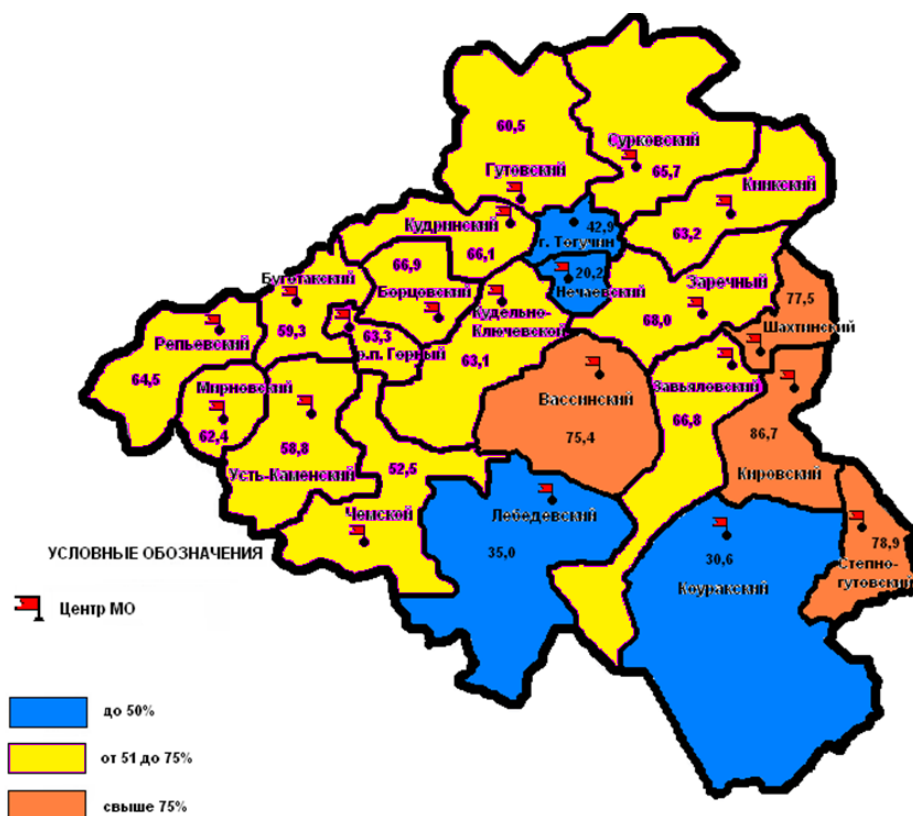 60,5
Сурковский
Гутовский
65,7
Кникский
Кудринский
42,9
г. Тогучин
63,2
66,1
66,9
20,2
Нечаевский
Заречный
Буготакский
Борцовский
77,5
Кудельно-
Ключевской
68,0
Шахтинский
59,3
63,3
р.п. Горный
Репьевский
63,1
64,5
Мирновский
Завьяловский
Вассинский
62,4
66,8
75,4
86,7
58,8
52,5
Усть-Каменский
Кировский
Чемской
Лебедевский
УСЛОВНЫЕ ОБОЗНАЧЕНИЯ
35,0
30,6
78,9
Степно-
гутовский
Коуракский
Центр МО
до 50%
от 51 до 75%
свыше 75%